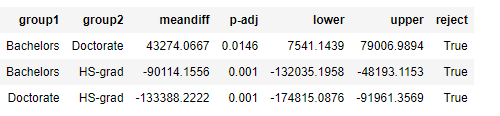 group1 group2 meandiff p-adj lower upper reject
Bachelors Doctorate 43274.0667 0.0146 7541.1439 79006.9894 True
Bachelors HS-grad -90114.1556 0.001 -132035.1958 -48193.1153 True
Doctorate HS-grad -133388.2222 0.001 -174815.0876 -91961.3569 True